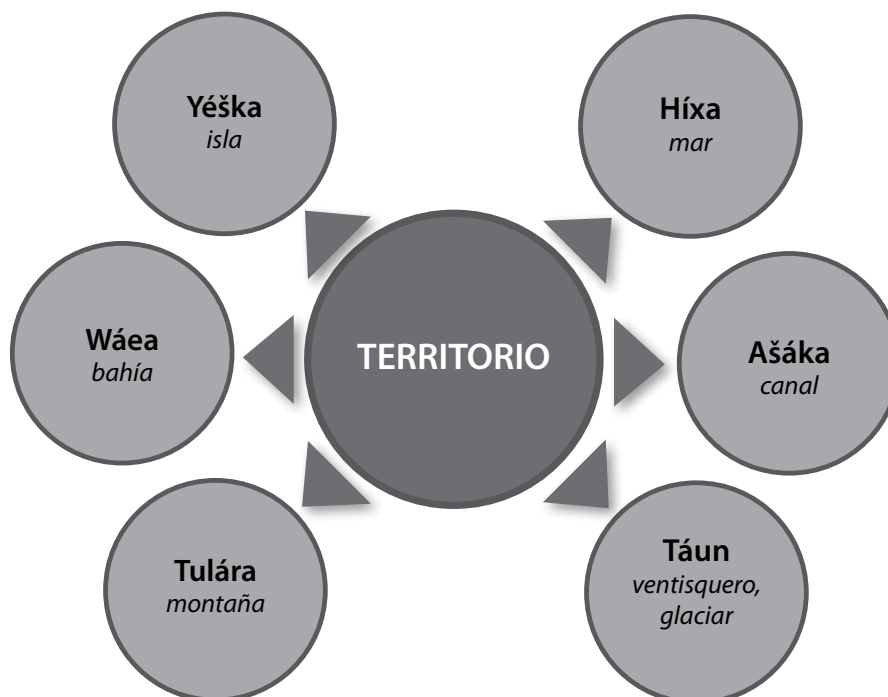 Yéška
isla
Híxa
mar
Wáea
bahía
TERRITORIO
Ašáka
canal
Tulára
montaña
Táun
ventisquero,
glaciar